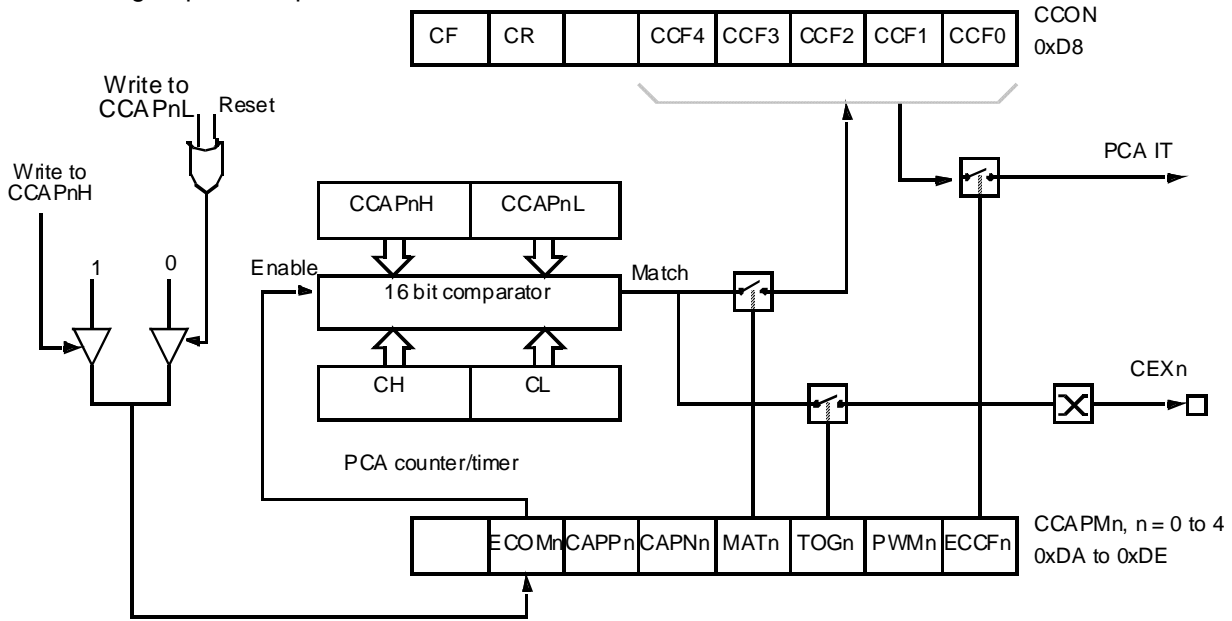 CCON
CF CR CCF4 CCF3 CCF2 CCF1 CCF0
0xD8
Write to
CCAPnL Reset
PCA IT
Write to
CCAPnH
CCAPnH CCAPnL
1 0
Enable
Match
16 bit comparator
CH CL
CEXn
PCA counter/timer
CCAPMn, n = 0 to 4
ECOMn CAPPn CAPNn MATn TOGn PWMn ECCFn
0xDA to 0xDE